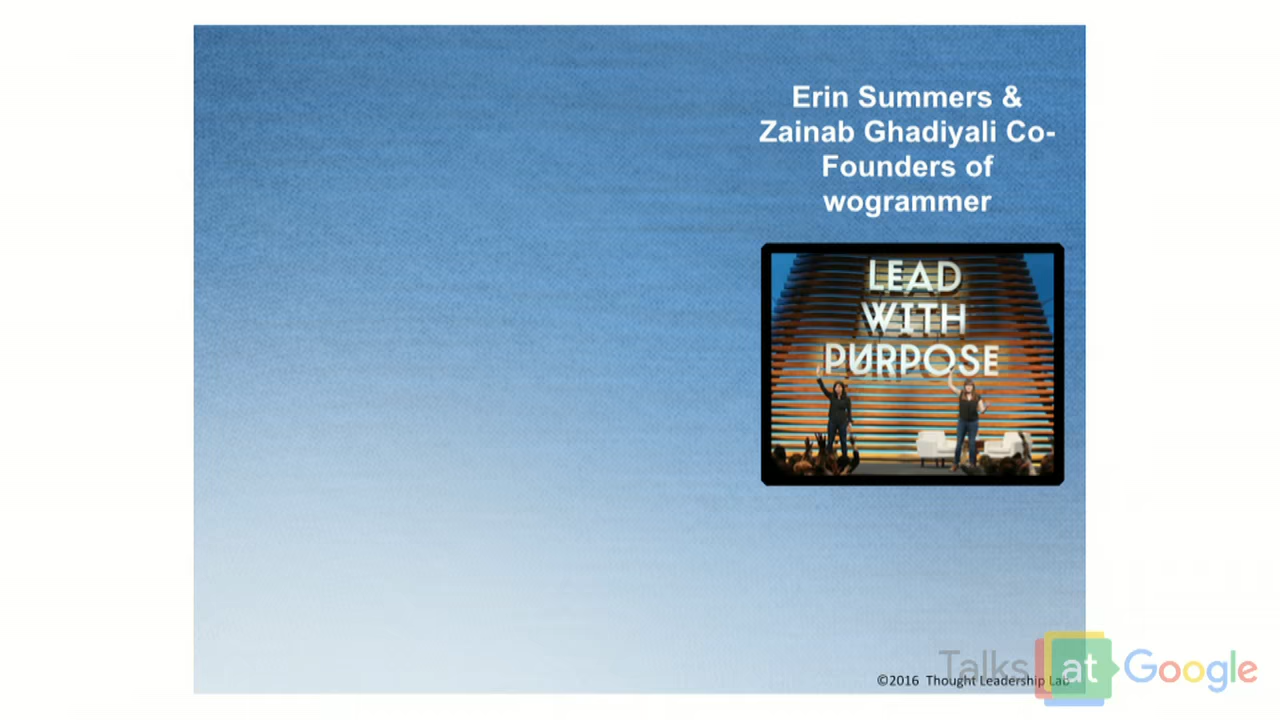 Erin Summers &
Zainab Ghadiyali Co-
Founders of
wogrammer
LEAD
WITH
PURPOSE
©2016 Thought Leadership Lab
Talks at Google